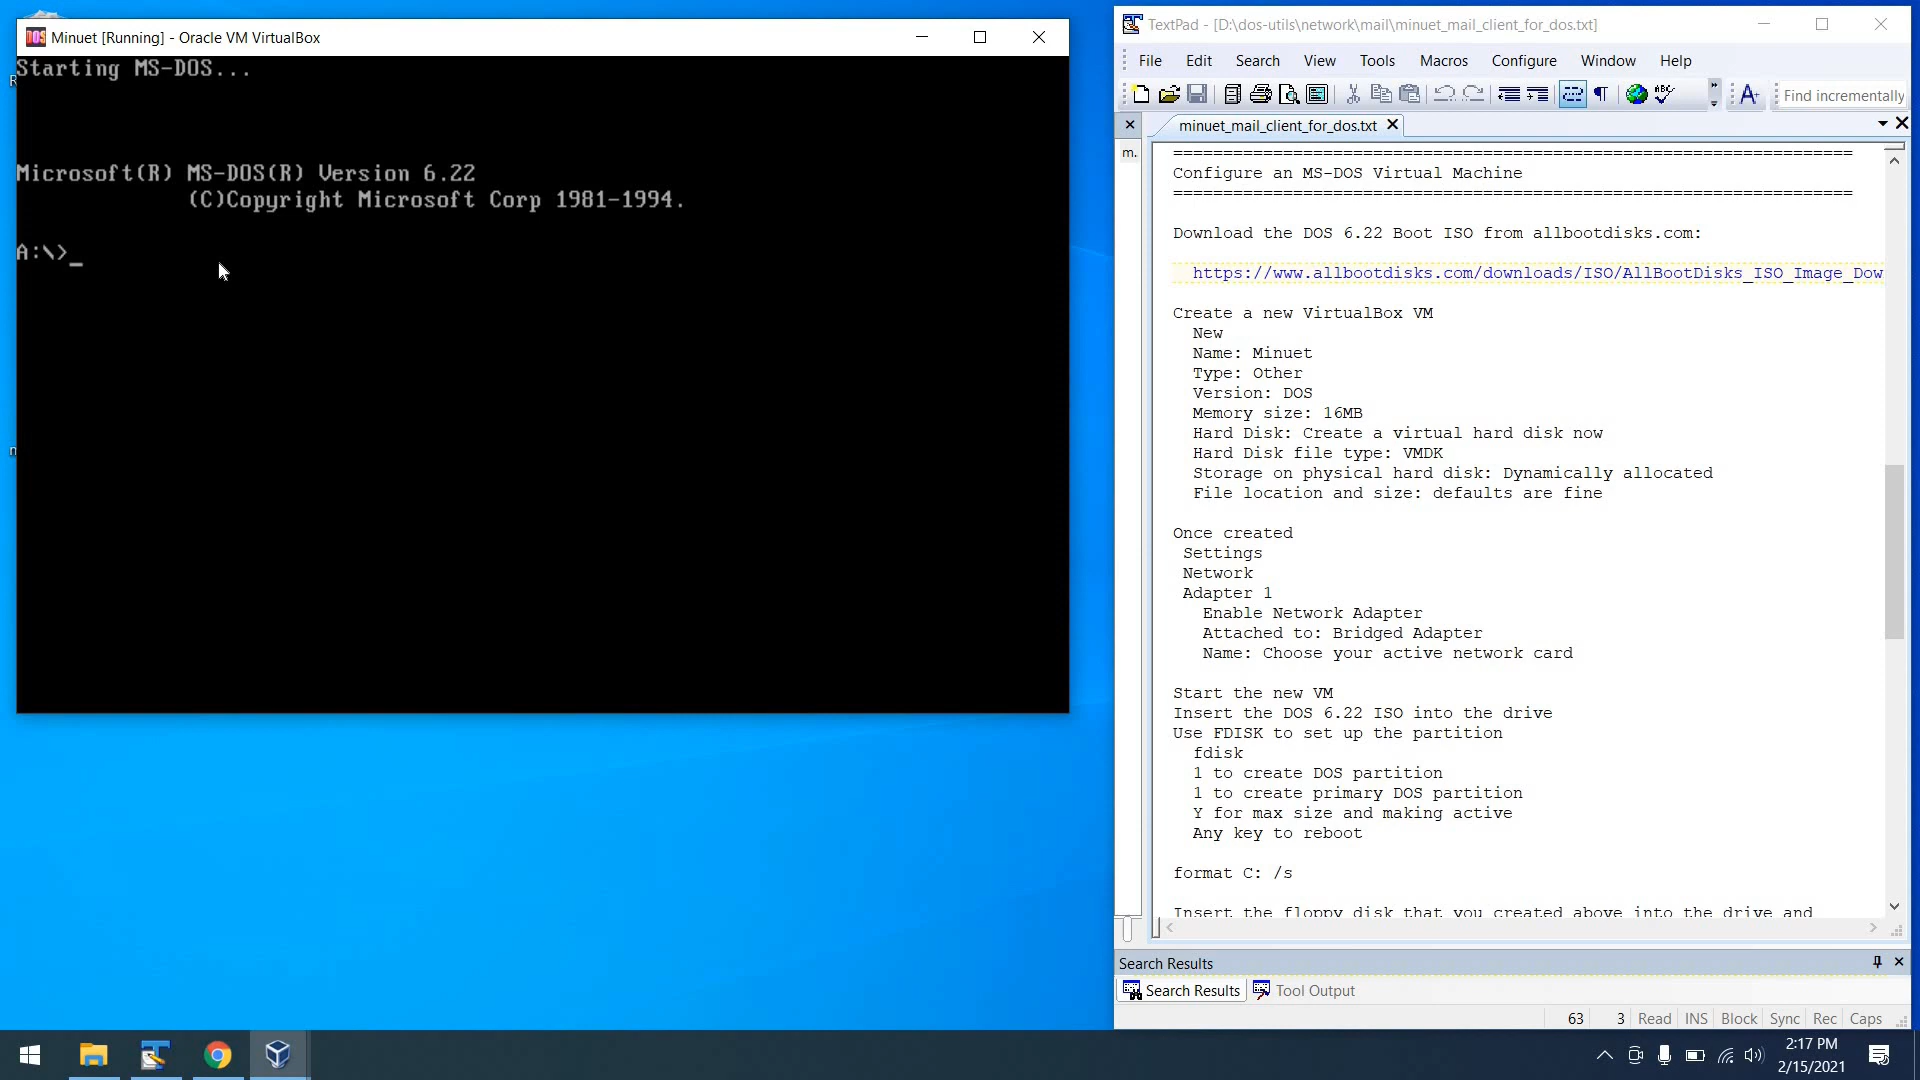 Minuet [Running] - Oracle VM VirtualBox
Starting MS-DOS...
Microsoft(R) MS-DOS(R) Version 6.22
(C)Copyright Microsoft Corp 1981-1994.
A:\>_
TextPad - [D:\dos-utils\network\mail\minuet_mail_client_for_dos.txt]
File Edit Search View Tools Macros Configure Window Help
Find incrementally
minuet_mail_client_for_dos.txt
m.
===================================================================
Configure an MS-DOS Virtual Machine
===================================================================
Download the DOS 6.22 Boot ISO from allbootdisks.com:
https://www.allbootdisks.com/downloads/ISO/AllBootDisks_ISO_Image_Dow
Create a new VirtualBox VM
New
Name: Minuet
Type: Other
Version: DOS
Memory size: 16MB
Hard Disk: Create a virtual hard disk now
Hard Disk file type: VMDK
Storage on physical hard disk: Dynamically allocated
File location and size: defaults are fine
Once created
Settings
Network
Adapter 1
Enable Network Adapter
Attached to: Bridged Adapter
Name: Choose your active network card
Start the new VM
Insert the DOS 6.22 ISO into the drive
Use FDISK to set up the partition
fdisk
1 to create DOS partition
1 to create primary DOS partition
Y for max size and making active
Any key to reboot
format C: /s
Insert the floppy disk that you created above into the drive and
Search Results
Search Results Tool Output
63 3 Read INS Block Sync Rec Caps
2:17 PM
2/15/2021